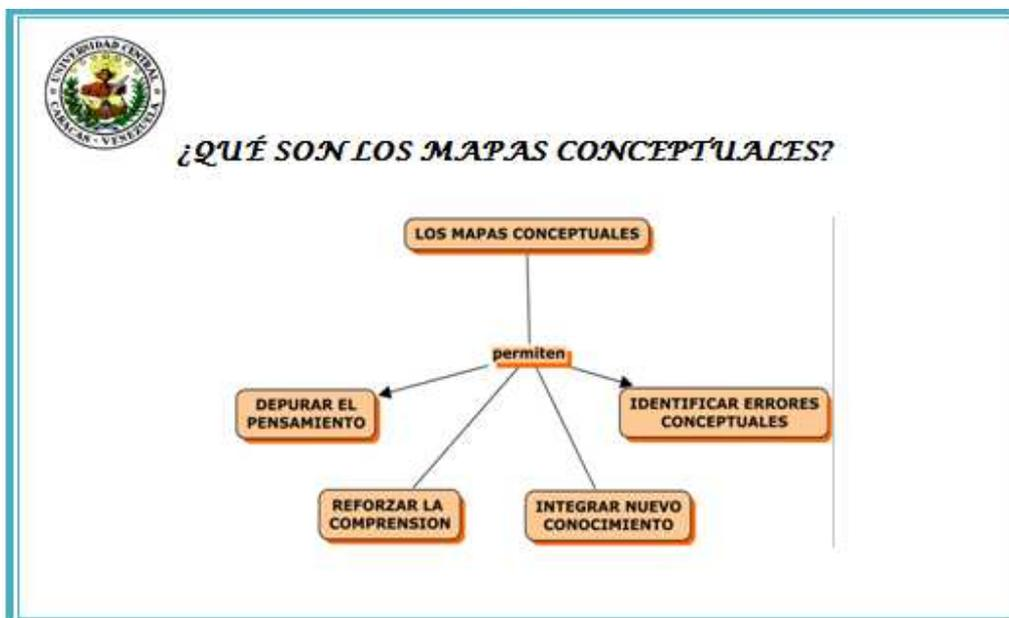 UNIVERSIDAD CENTRAL
CARACAS - VENEZUELA
¿QUÉ SON LOS MAPAS CONCEPTUALES?
LOS MAPAS CONCEPTUALES
permiten
DEPURAR EL
PENSAMIENTO
IDENTIFICAR ERRORES
CONCEPTUALES
REFORZAR LA
COMPRENSION
INTEGRAR NUEVO
CONOCIMIENTO